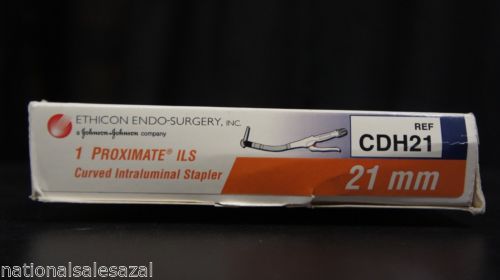 ETHICON ENDO-SURGERY, INC.
a Johnson & Johnson company
1 PROXIMATE® ILS
Curved Intraluminal Stapler
REF
CDH21
21 mm
nationalsalesazal